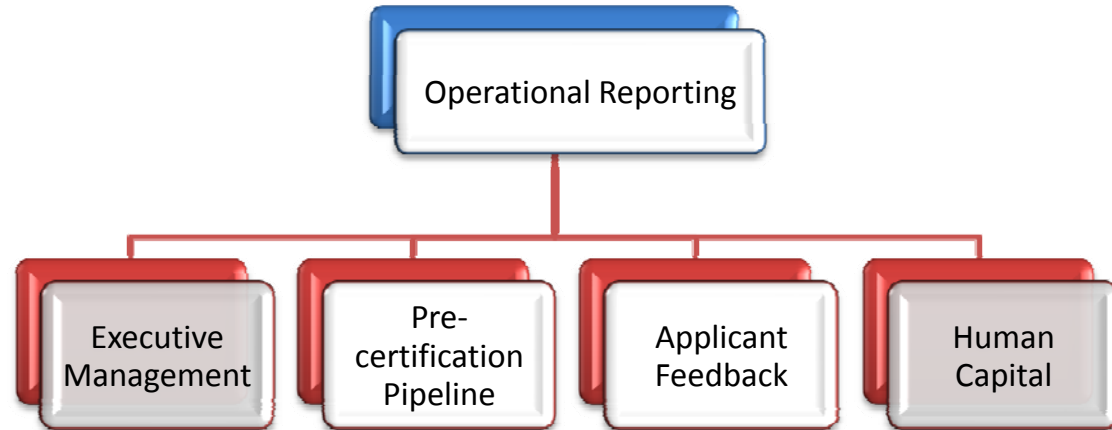 Operational Reporting
Executive
Management
Pre-
certification
Pipeline
Applicant
Feedback
Human
Capital